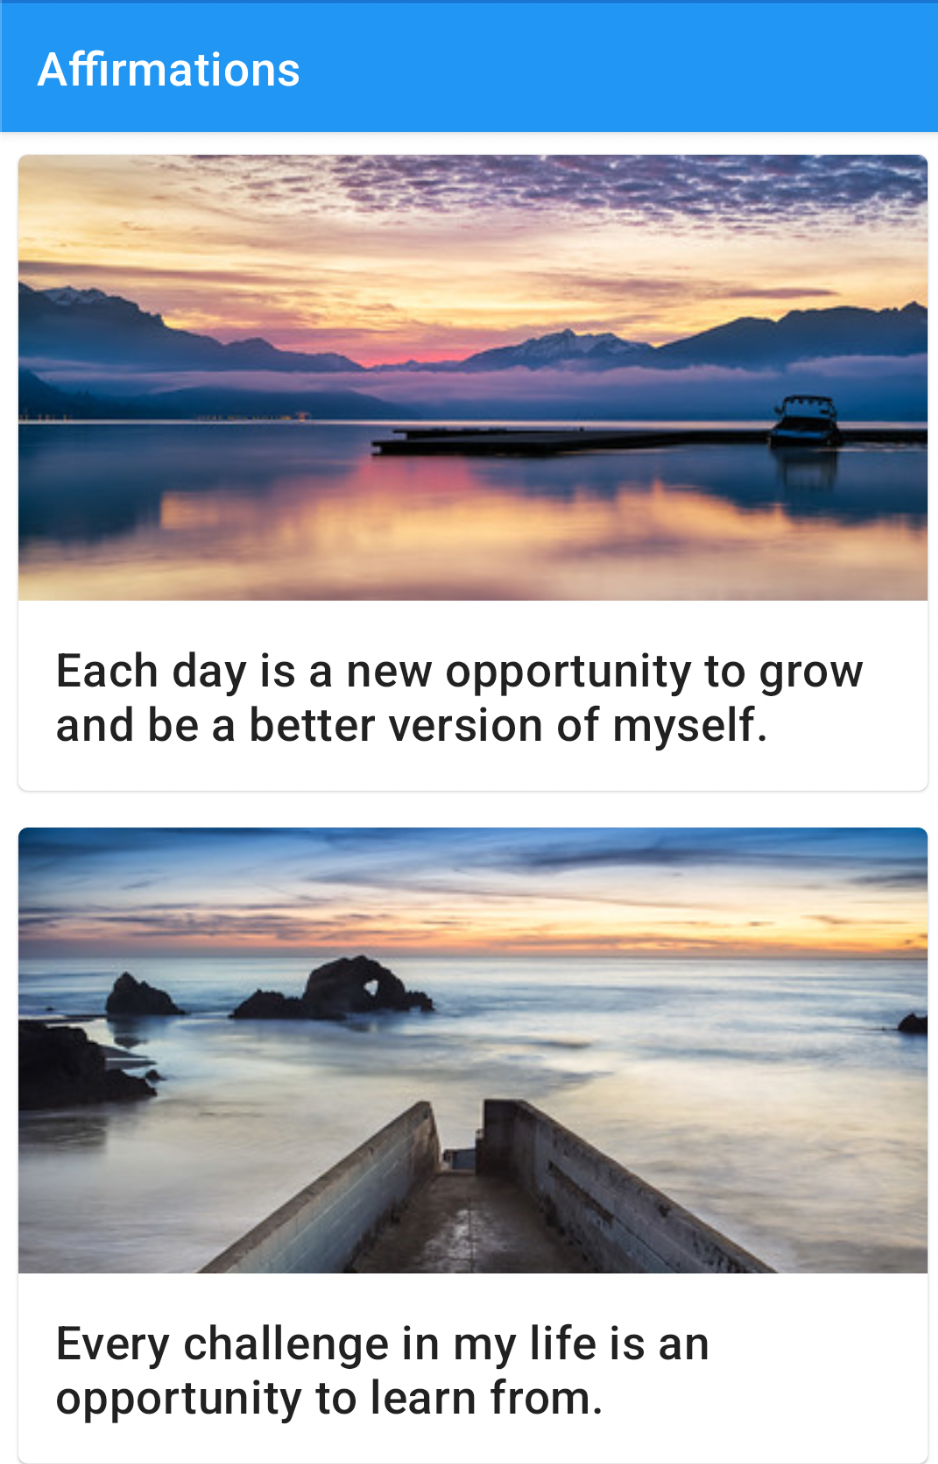 Affirmations
Each day is a new opportunity to grow
and be a better version of myself.
Every challenge in my life is an
opportunity to learn from.